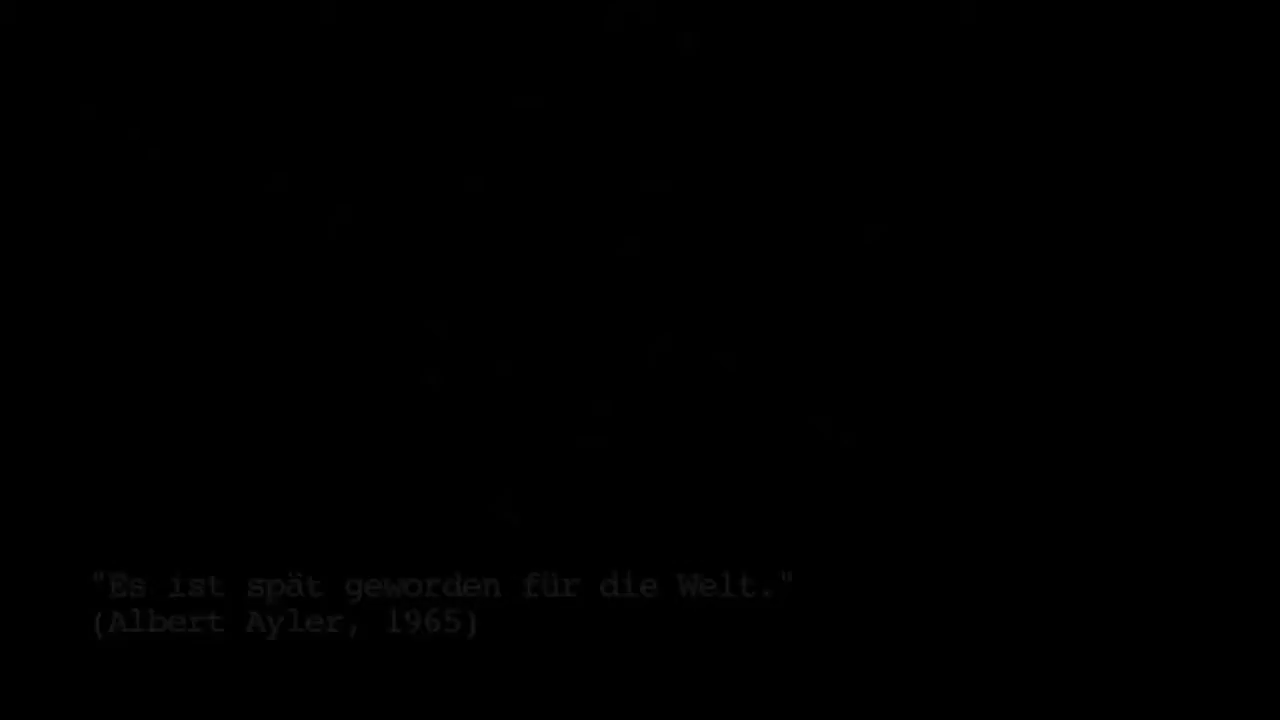 "Es ist spät geworden für die Welt."
(Albert Ayler, 1965)